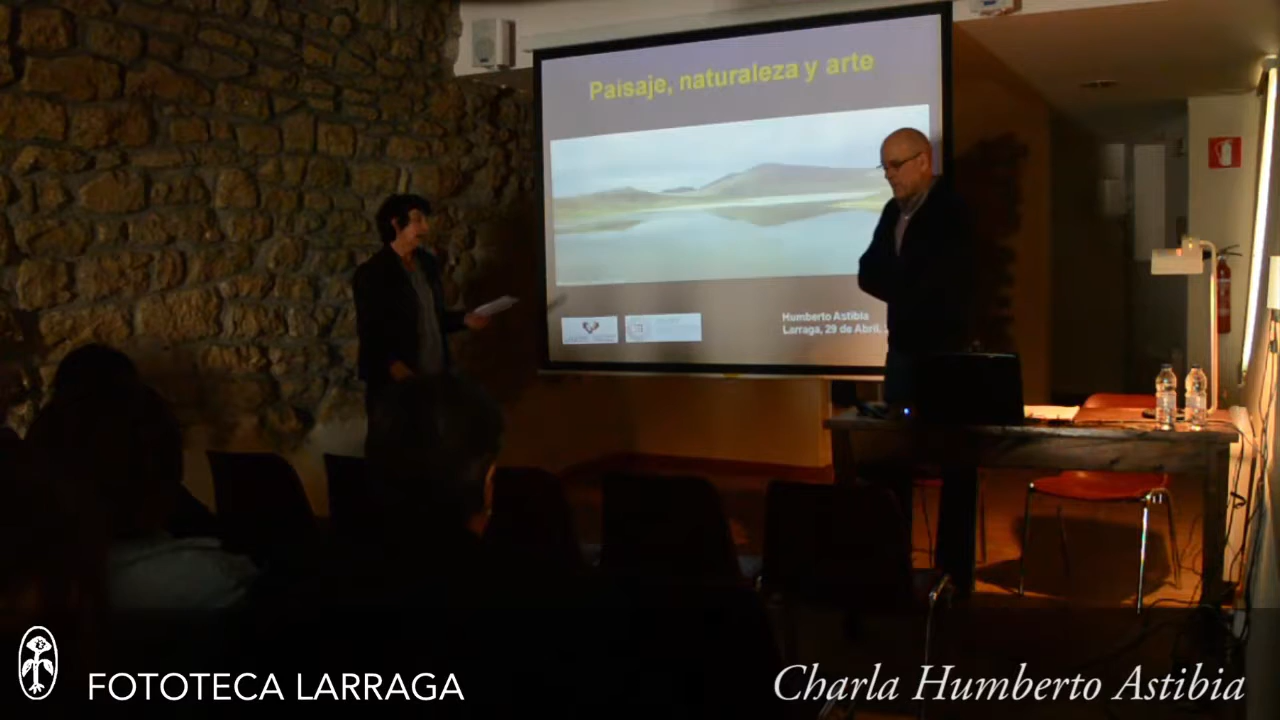 Paisaje, naturaleza y arte
Humberto Astibia
Larraga, 29 de Abril,
FOTOTECA LARRAGA
Charla Humberto Astibia